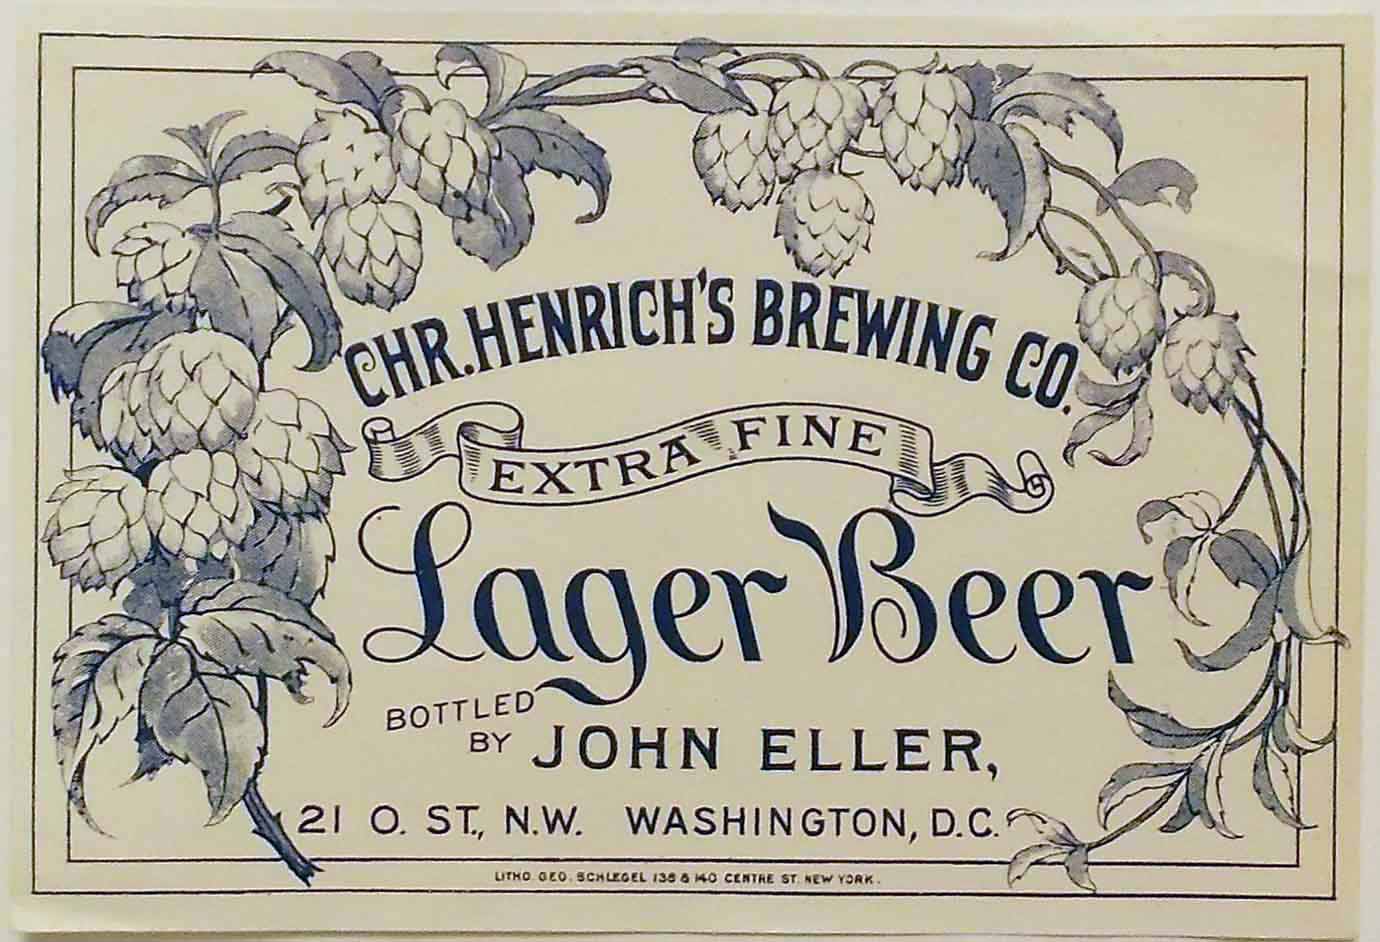 CHR. HENRICH'S BREWING CO.
EXTRA FINE
Lager Beer
BOTTLED
BY JOHN ELLER,
21 O. ST., N.W. WASHINGTON, D.C.
LITHO. GEO. SCHLEGEL 138 & 140 CENTRE ST. NEW YORK.